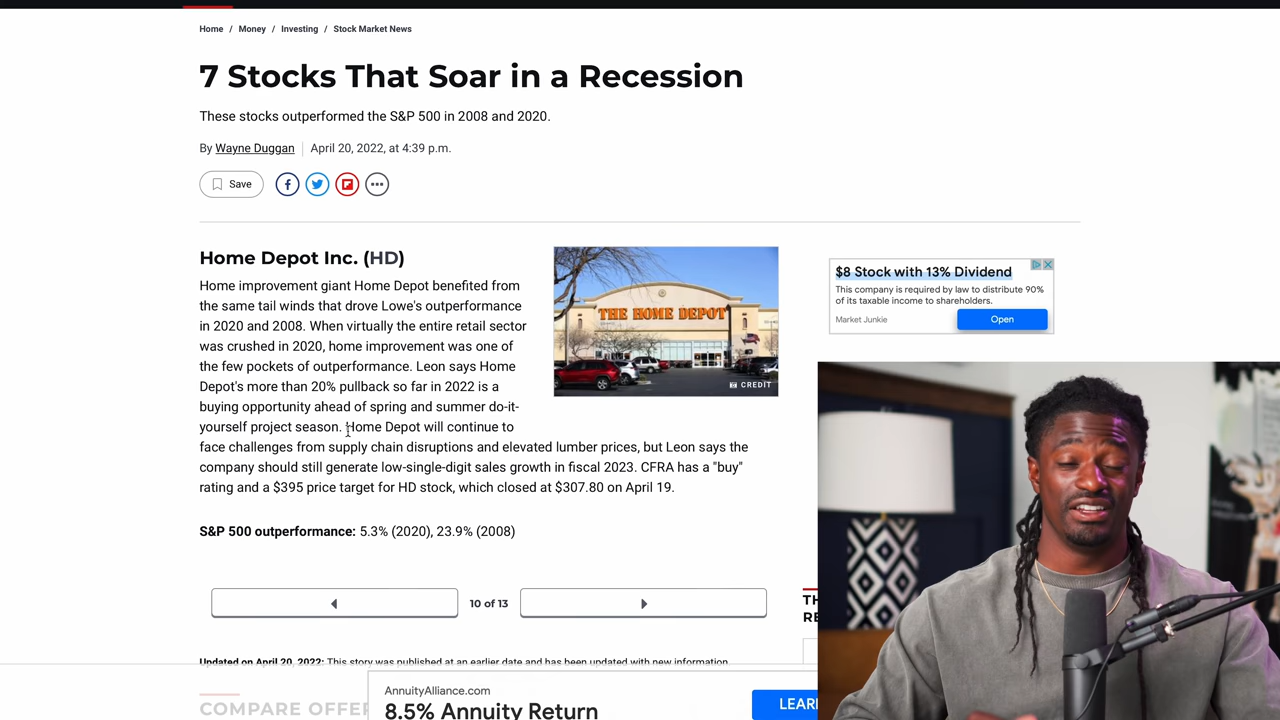 Home / Money / Investing / Stock Market News
7 Stocks That Soar in a Recession
These stocks outperformed the S&P 500 in 2008 and 2020.
By Wayne Duggan April 20, 2022, at 4:39 p.m.
Save
Home Depot Inc. (HD)
Home improvement giant Home Depot benefited from
the same tail winds that drove Lowe's outperformance
in 2020 and 2008. When virtually the entire retail sector
was crushed in 2020, home improvement was one of
the few pockets of outperformance. Leon says Home
Depot's more than 20% pullback so far in 2022 is a
buying opportunity ahead of spring and summer do-it-
yourself project season. Home Depot will continue to
face challenges from supply chain disruptions and elevated lumber prices, but Leon says the
company should still generate low-single-digit sales growth in fiscal 2023. CFRA has a "buy"
rating and a $395 price target for HD stock, which closed at $307.80 on April 19.
THE HOME DEPOT
CREDIT
$8 Stock with 13% Dividend
This company is required by law to distribute 90%
of its taxable income to shareholders.
Market Junkie
Open
S&P 500 outperformance: 5.3% (2020), 23.9% (2008)
10 of 13
TH
RE
Updated on April 20, 2022: This story was published at an earlier date and has been updated with new information.
COMPARE OFFER
AnnuityAlliance.com
8.5% Annuity Return
LEAR